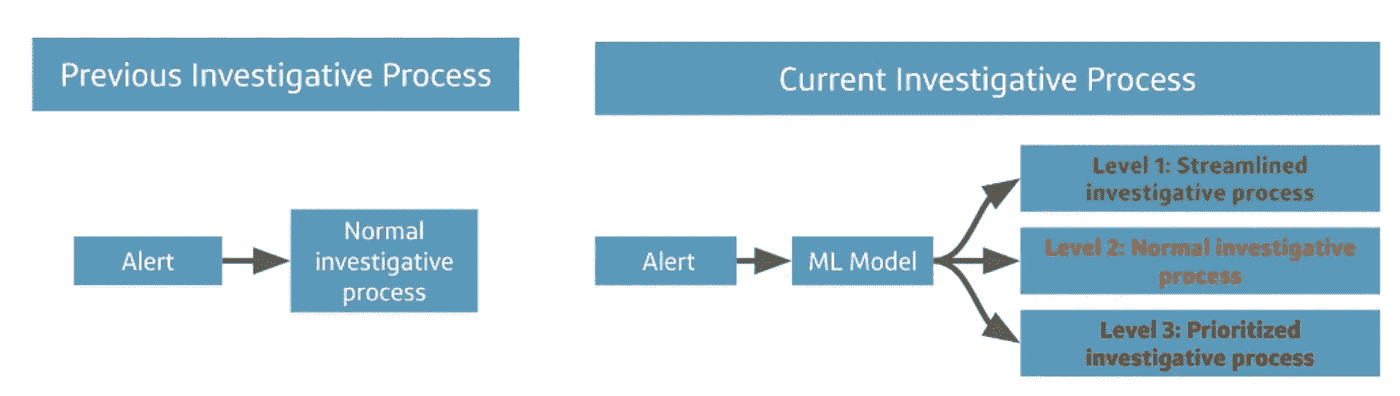 Previous Investigative Process
Alert
Normal
investigative
process
Current Investigative Process
Alert
ML Model
Level 1: Streamlined
investigative process
Level 2: Normal investigative
process
Level 3: Prioritized
investigative process